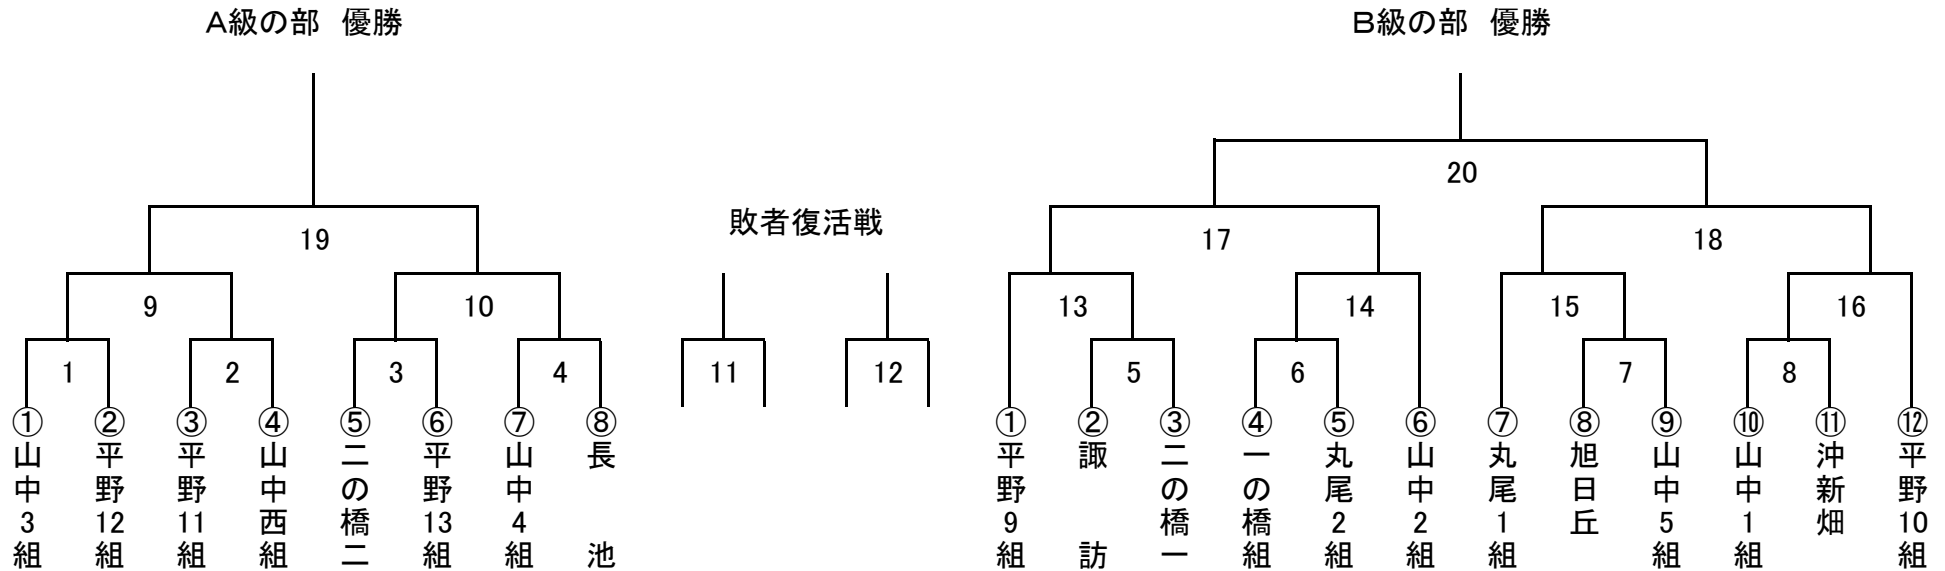 A級の部 優勝
B級の部 優勝
20
敗者復活戦
19
17
18
9
10
13
14
15
16
1
2
3
4
11
12
5
6
7
8
①山中3組
②平野12組
③平野11組
④山中西組
⑤二の橋二
⑥平野13組
⑦山中4組
⑧長池
①平野9組
②諏訪
③二の橋一
④一の橋組
⑤丸尾2組
⑥山中2組
⑦丸尾1組
⑧旭日丘
⑨山中5組
⑩山中1組
⑪沖新畑
⑫平野10組